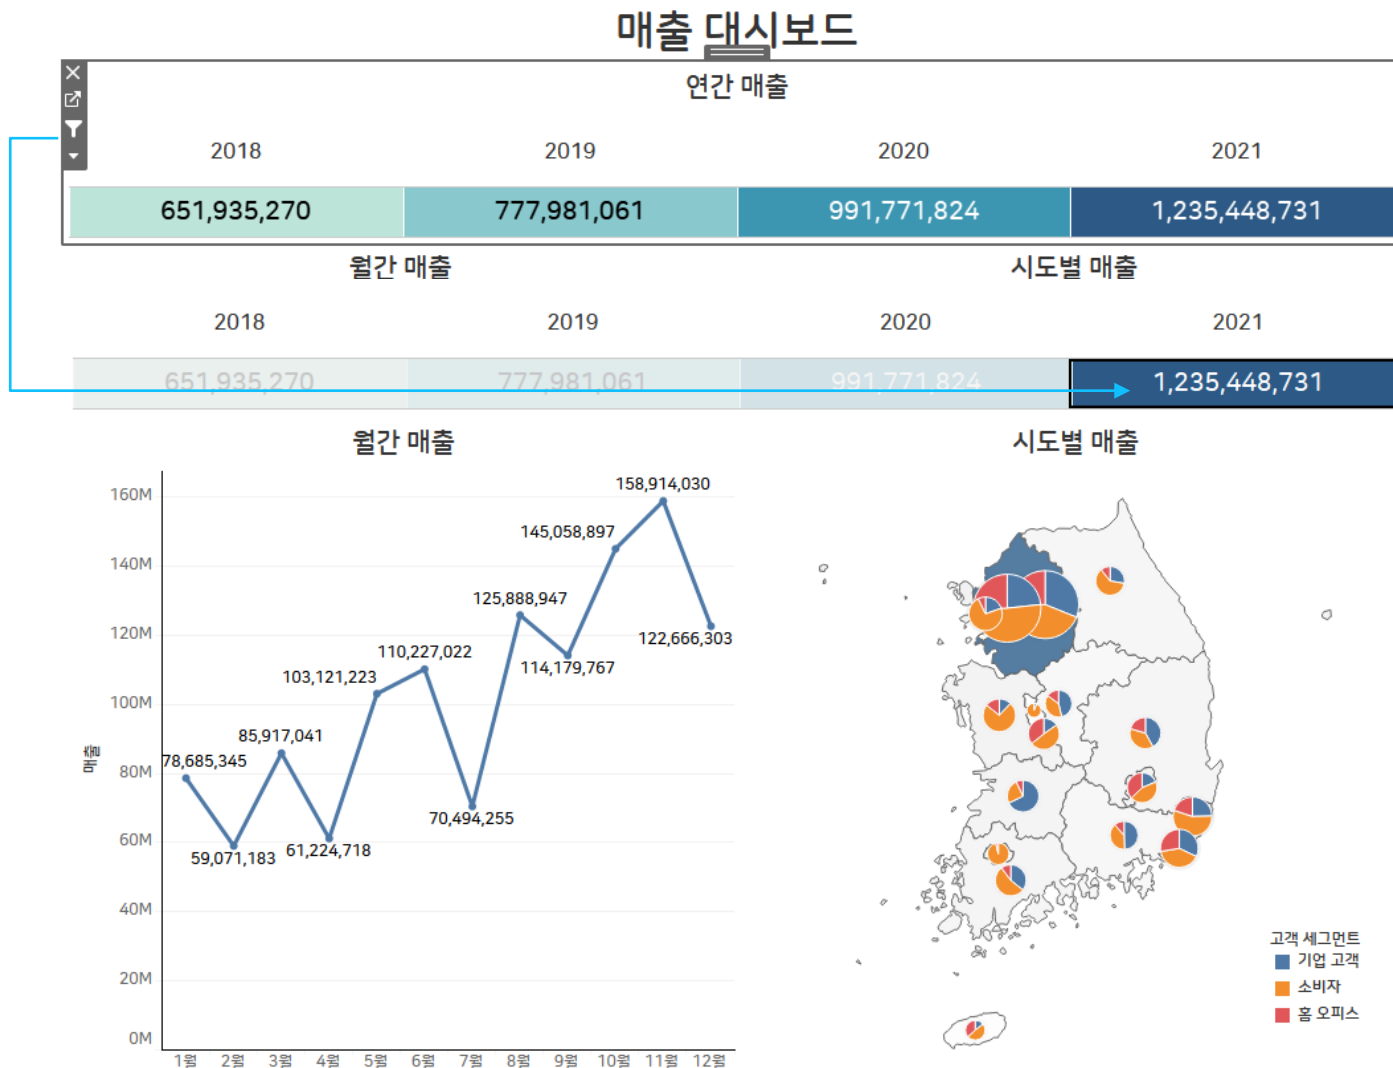 매출 대시보드
연간 매출
2018 2019 2020 2021
651,935,270 777,981,061 991,771,824 1,235,448,731
월간 매출 시도별 매출
2018 2019 2020 2021
651,935,270 777,981,061 991,771,824 1,235,448,731
월간 매출
매출
160M
140M
120M
100M
80M
60M
40M
20M
0M
78,685,345
59,071,183
85,917,041
61,224,718
103,121,223
110,227,022
70,494,255
125,888,947
114,179,767
145,058,897
158,914,030
122,666,303
1월 2월 3월 4월 5월 6월 7월 8월 9월 10월 11월 12월
시도별 매출
고객 세그먼트
기업 고객
소비자
홈 오피스